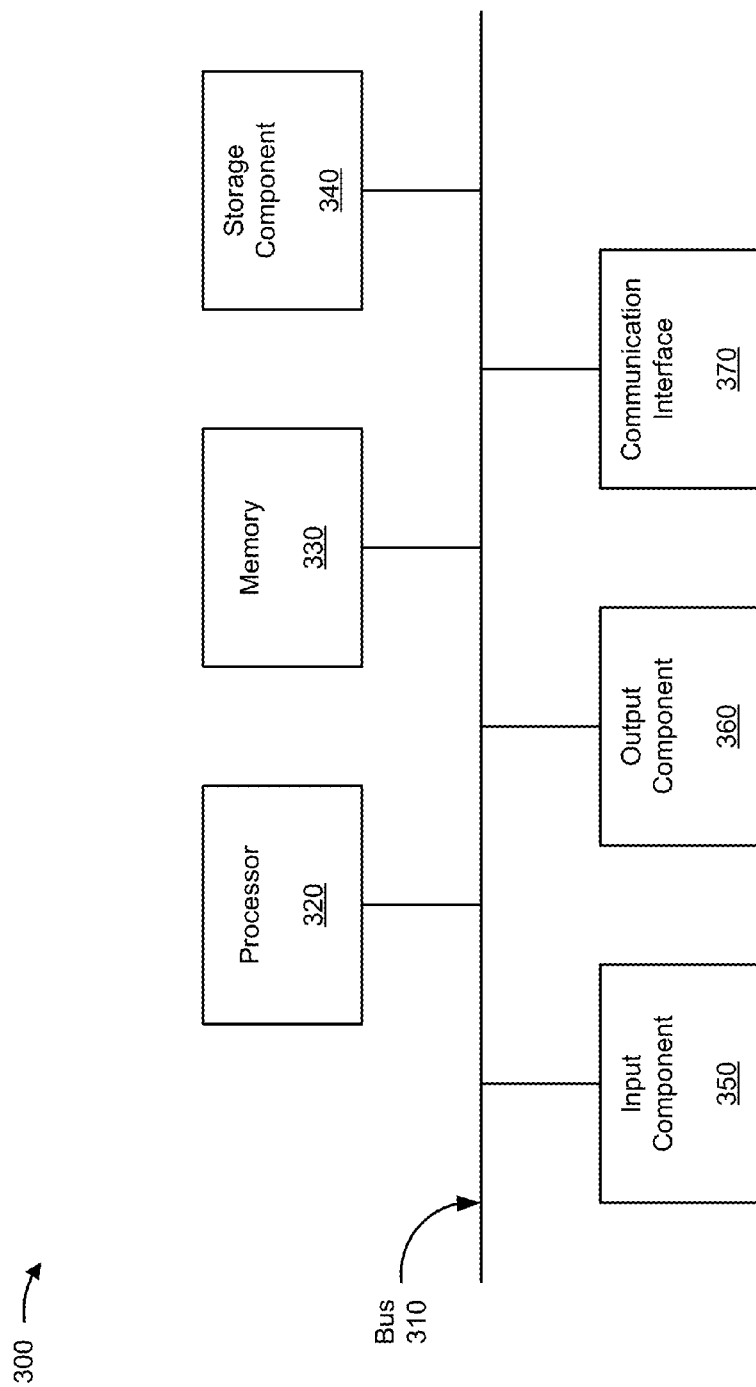 300
Bus
310
Processor
320
Memory
330
Storage
Component
340
Input
Component
350
Output
Component
360
Communication
Interface
370